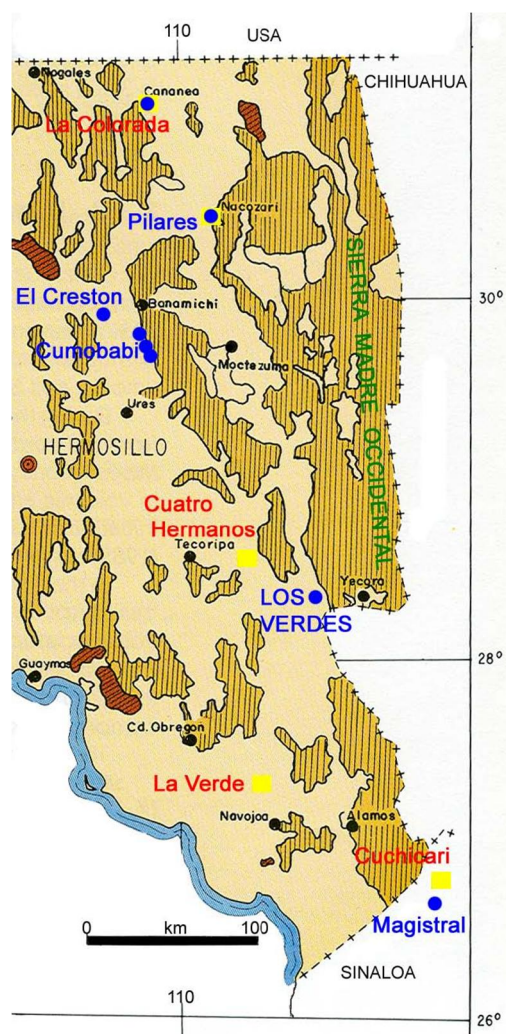 110
USA
Nogales
CHIHUAHUA
Cananea
La Colorada
Nacozari
Pilares
SIERRA MADRE OCCIDENTAL
30°
El Creston
Banamichi
Cumobabi
Moctezuma
Ures
HERMOSILLO
Cuatro
Hermanos
Tecoripa
Yecora
LOS
VERDES
28°
Guaymas
Cd. Obregon
La Verde
Navojoa
Alamos
Cuchicari
Magistral
0 km 100
SINALOA
110
26°